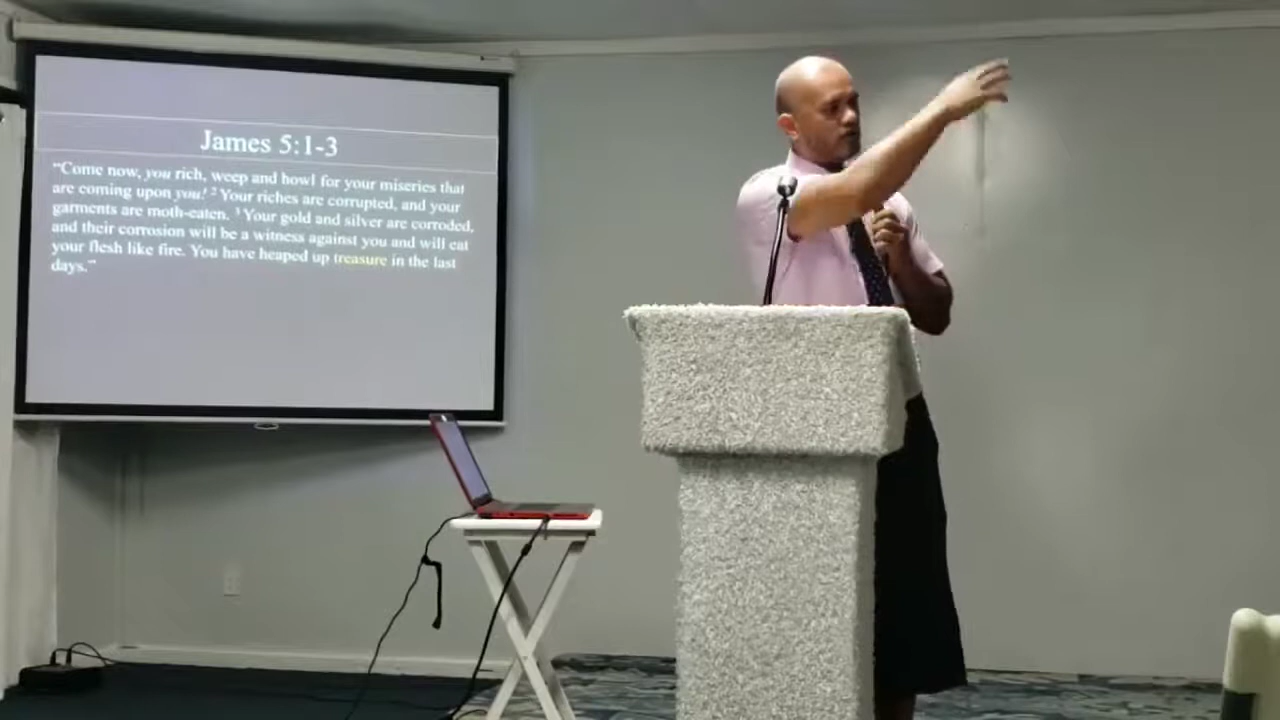 James 5:1-3
“Come now, you rich, weep and howl for your miseries that
are coming upon you! ² Your riches are corrupted, and your
garments are moth-eaten. ³ Your gold and silver are corroded,
and their corrosion will be a witness against you and will eat
your flesh like fire. You have heaped up treasure in the last
days.”